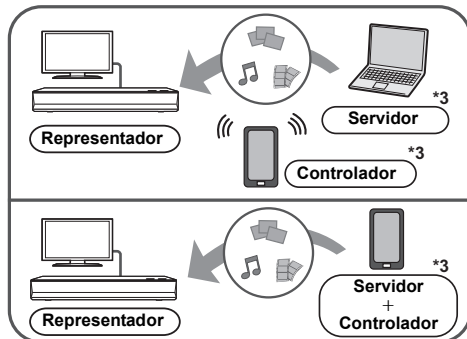 *3
Servidor
Representador
*3
Controlador
*3
Servidor
+
Controlador
Representador